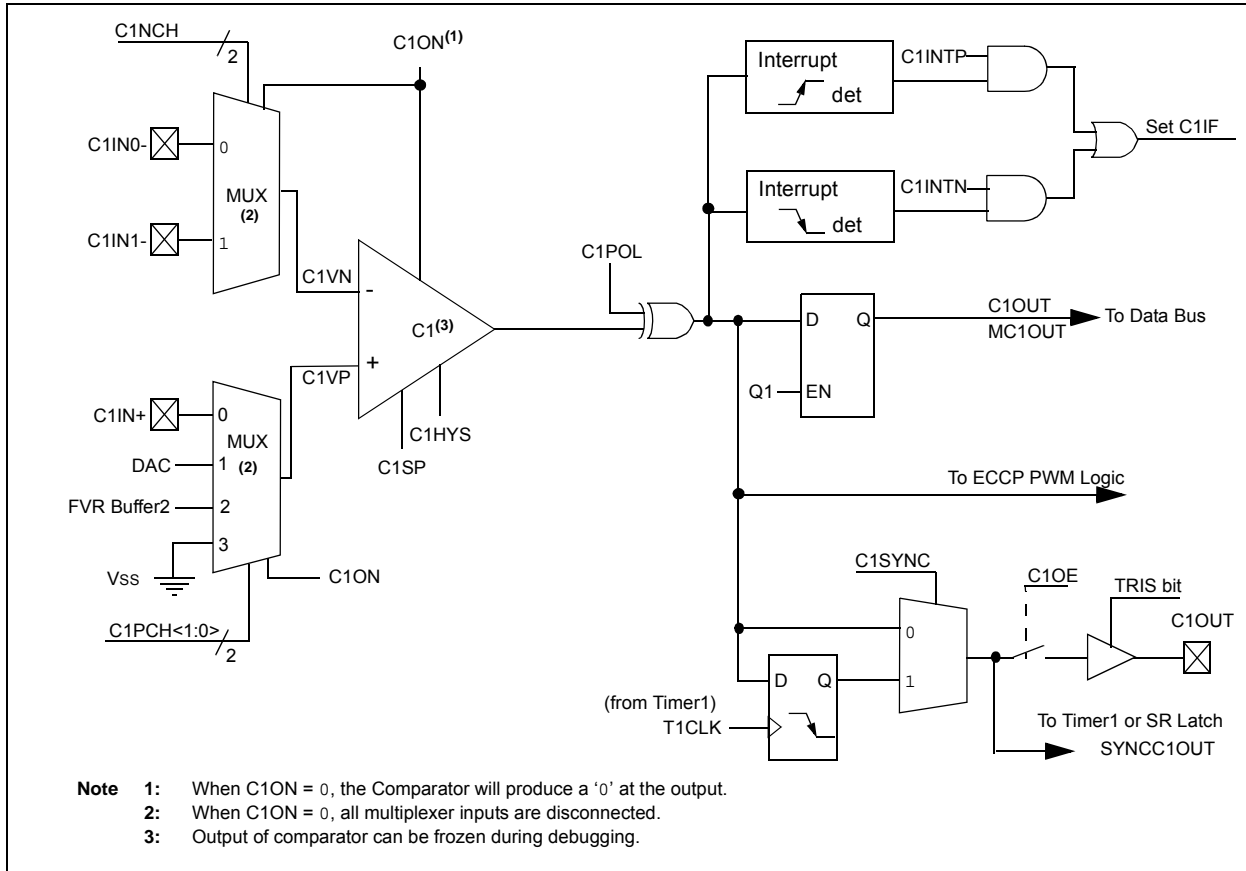 C1NCH
2
C1ON(1)
Interrupt
det
C1INTP
Set C1IF
C1IN0-
0
MUX
(2)
C1IN1-
1
Interrupt
det
C1INTN
C1POL
C1VN
-
C1(3)
+
C1VP
D
Q
C1OUT
MC1OUT
To Data Bus
Q1
EN
C1HYS
C1SP
C1IN+
0
MUX
(2)
DAC
1
FVR Buffer2
2
3
VSS
C1ON
C1PCH<1:0>
2
To ECCP PWM Logic
C1SYNC
C1OE
TRIS bit
C1OUT
0
D
Q
1
(from Timer1)
T1CLK
To Timer1 or SR Latch
SYNCC1OUT
Note 1: When C1ON = 0, the Comparator will produce a ‘0’ at the output.
2: When C1ON = 0, all multiplexer inputs are disconnected.
3: Output of comparator can be frozen during debugging.